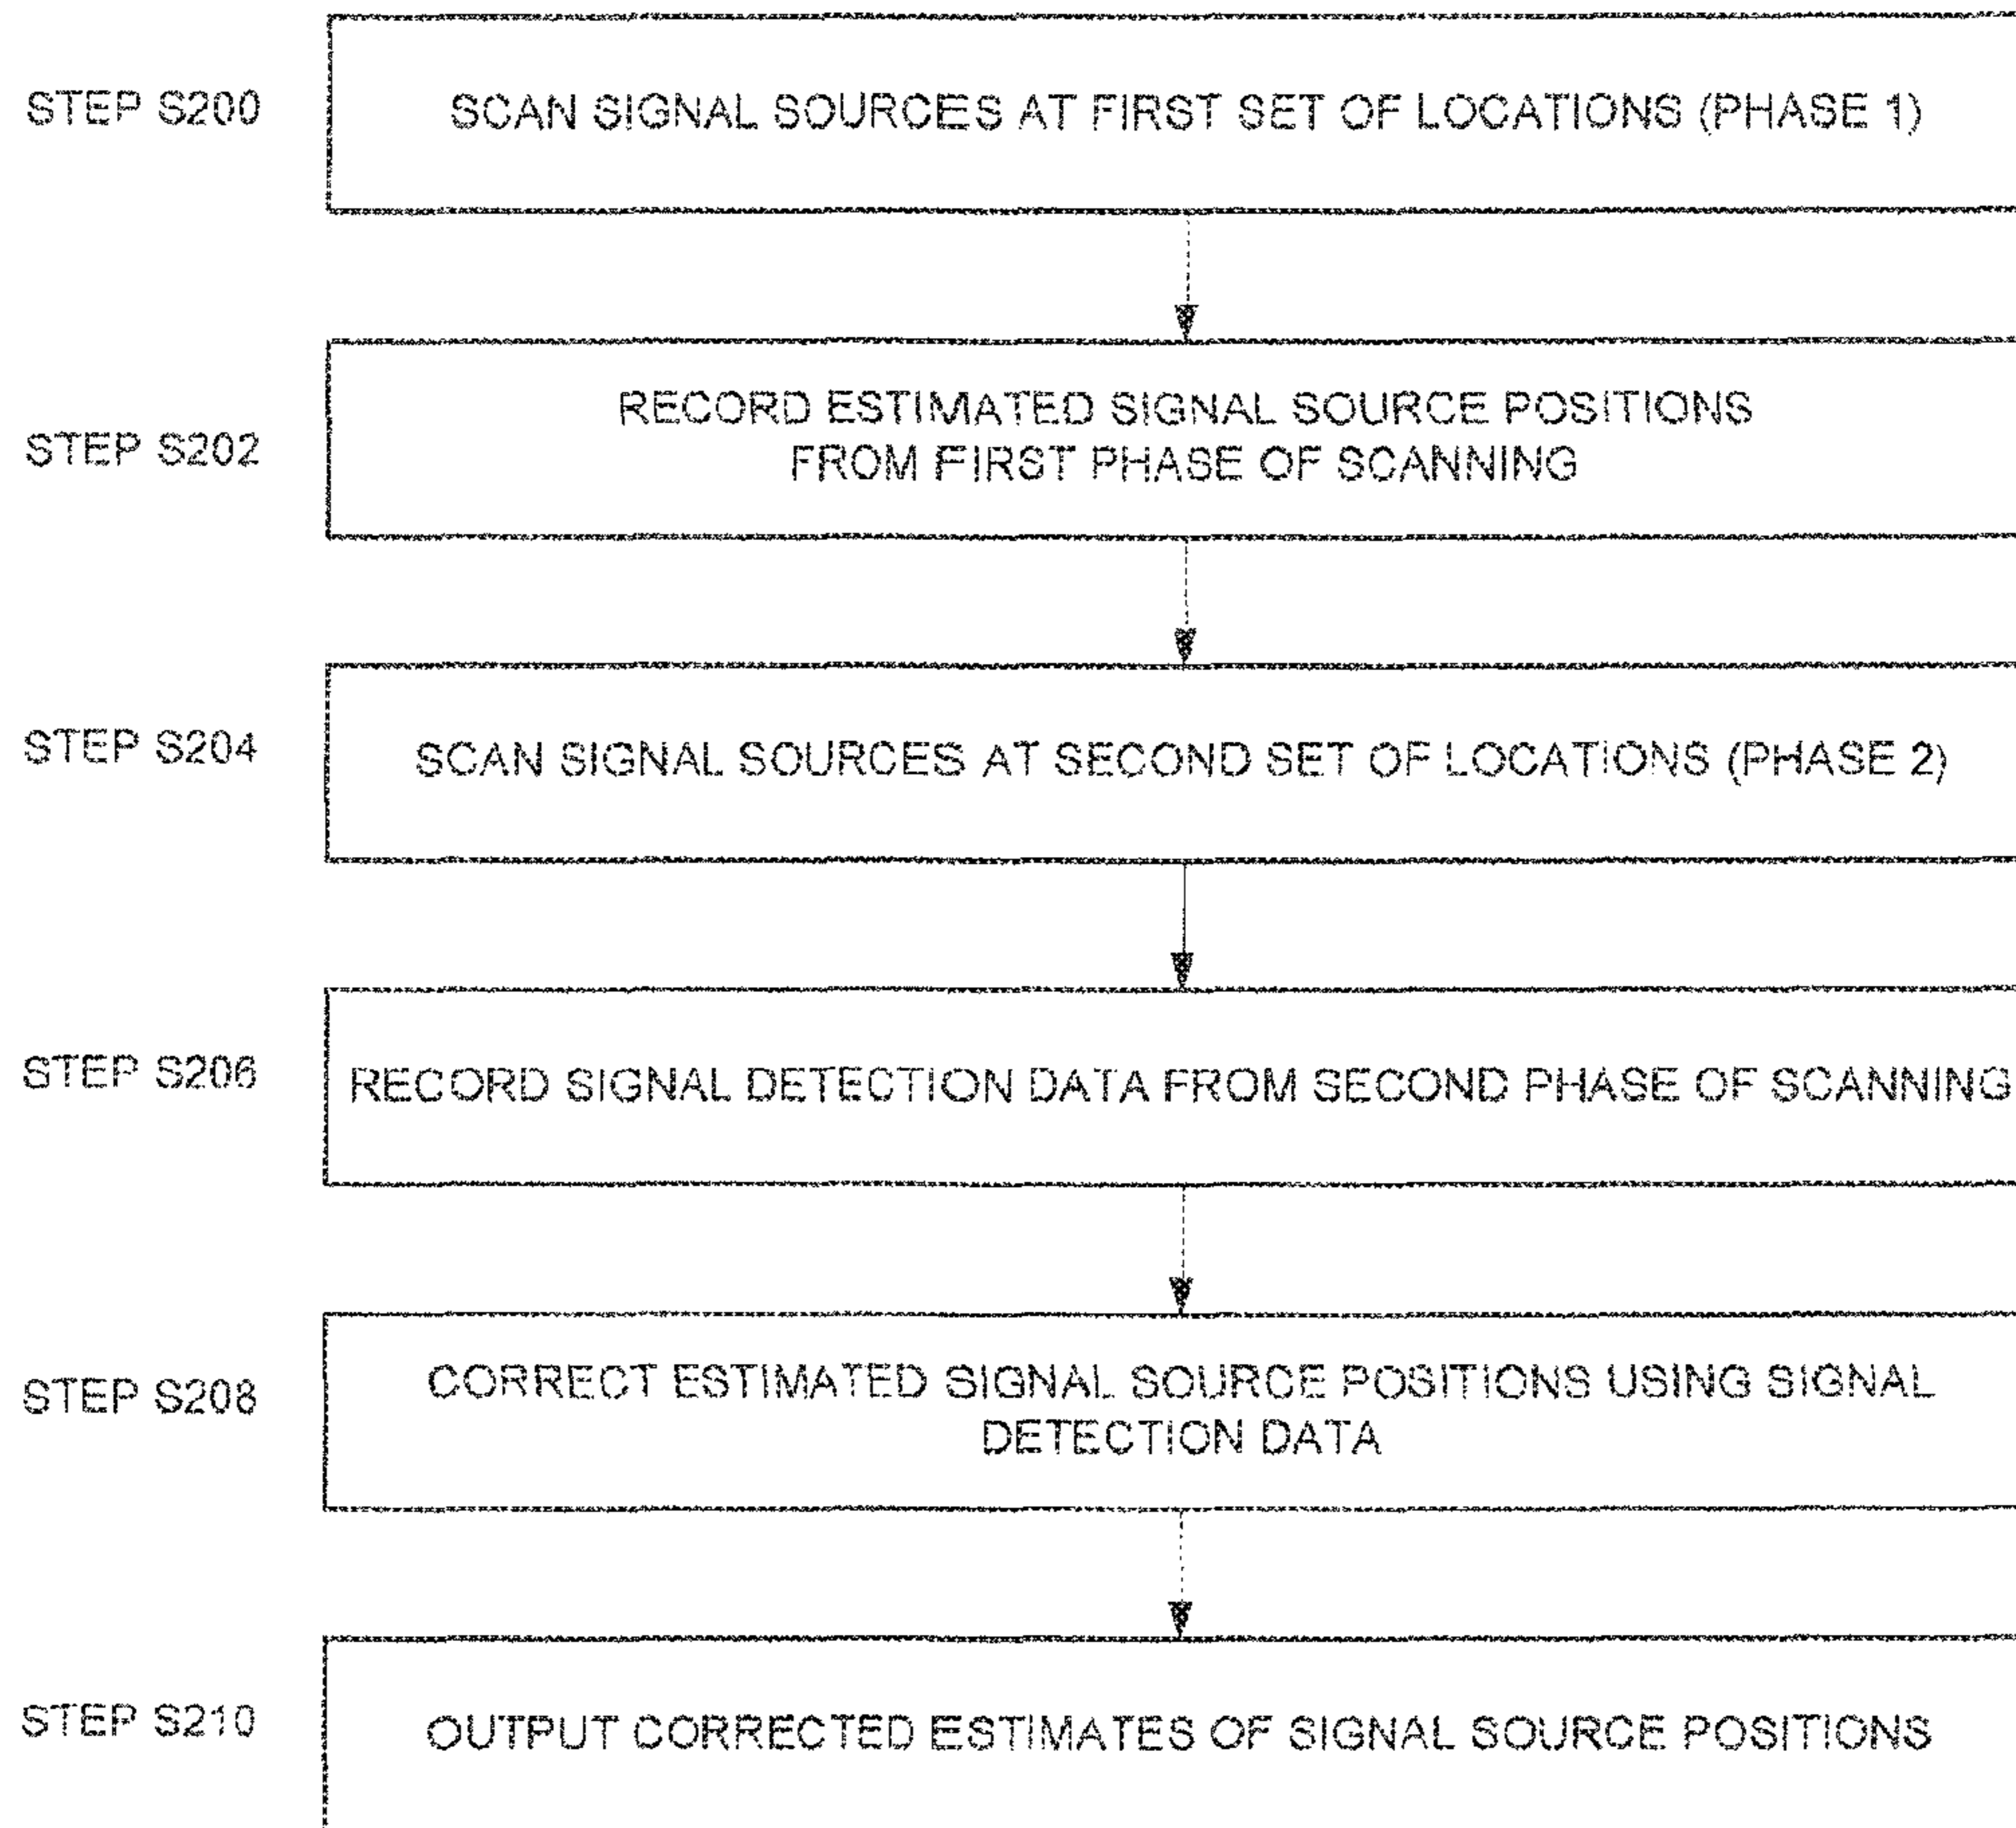 STEP S200
SCAN SIGNAL SOURCES AT FIRST SET OF LOCATIONS (PHASE 1)
STEP S202
RECORD ESTIMATED SIGNAL SOURCE POSITIONS
FROM FIRST PHASE OF SCANNING
STEP S204
SCAN SIGNAL SOURCES AT SECOND SET OF LOCATIONS (PHASE 2)
STEP S206
RECORD SIGNAL DETECTION DATA FROM SECOND PHASE OF SCANNING
STEP S208
CORRECT ESTIMATED SIGNAL SOURCE POSITIONS USING SIGNAL
DETECTION DATA
STEP S210
OUTPUT CORRECTED ESTIMATES OF SIGNAL SOURCE POSITIONS